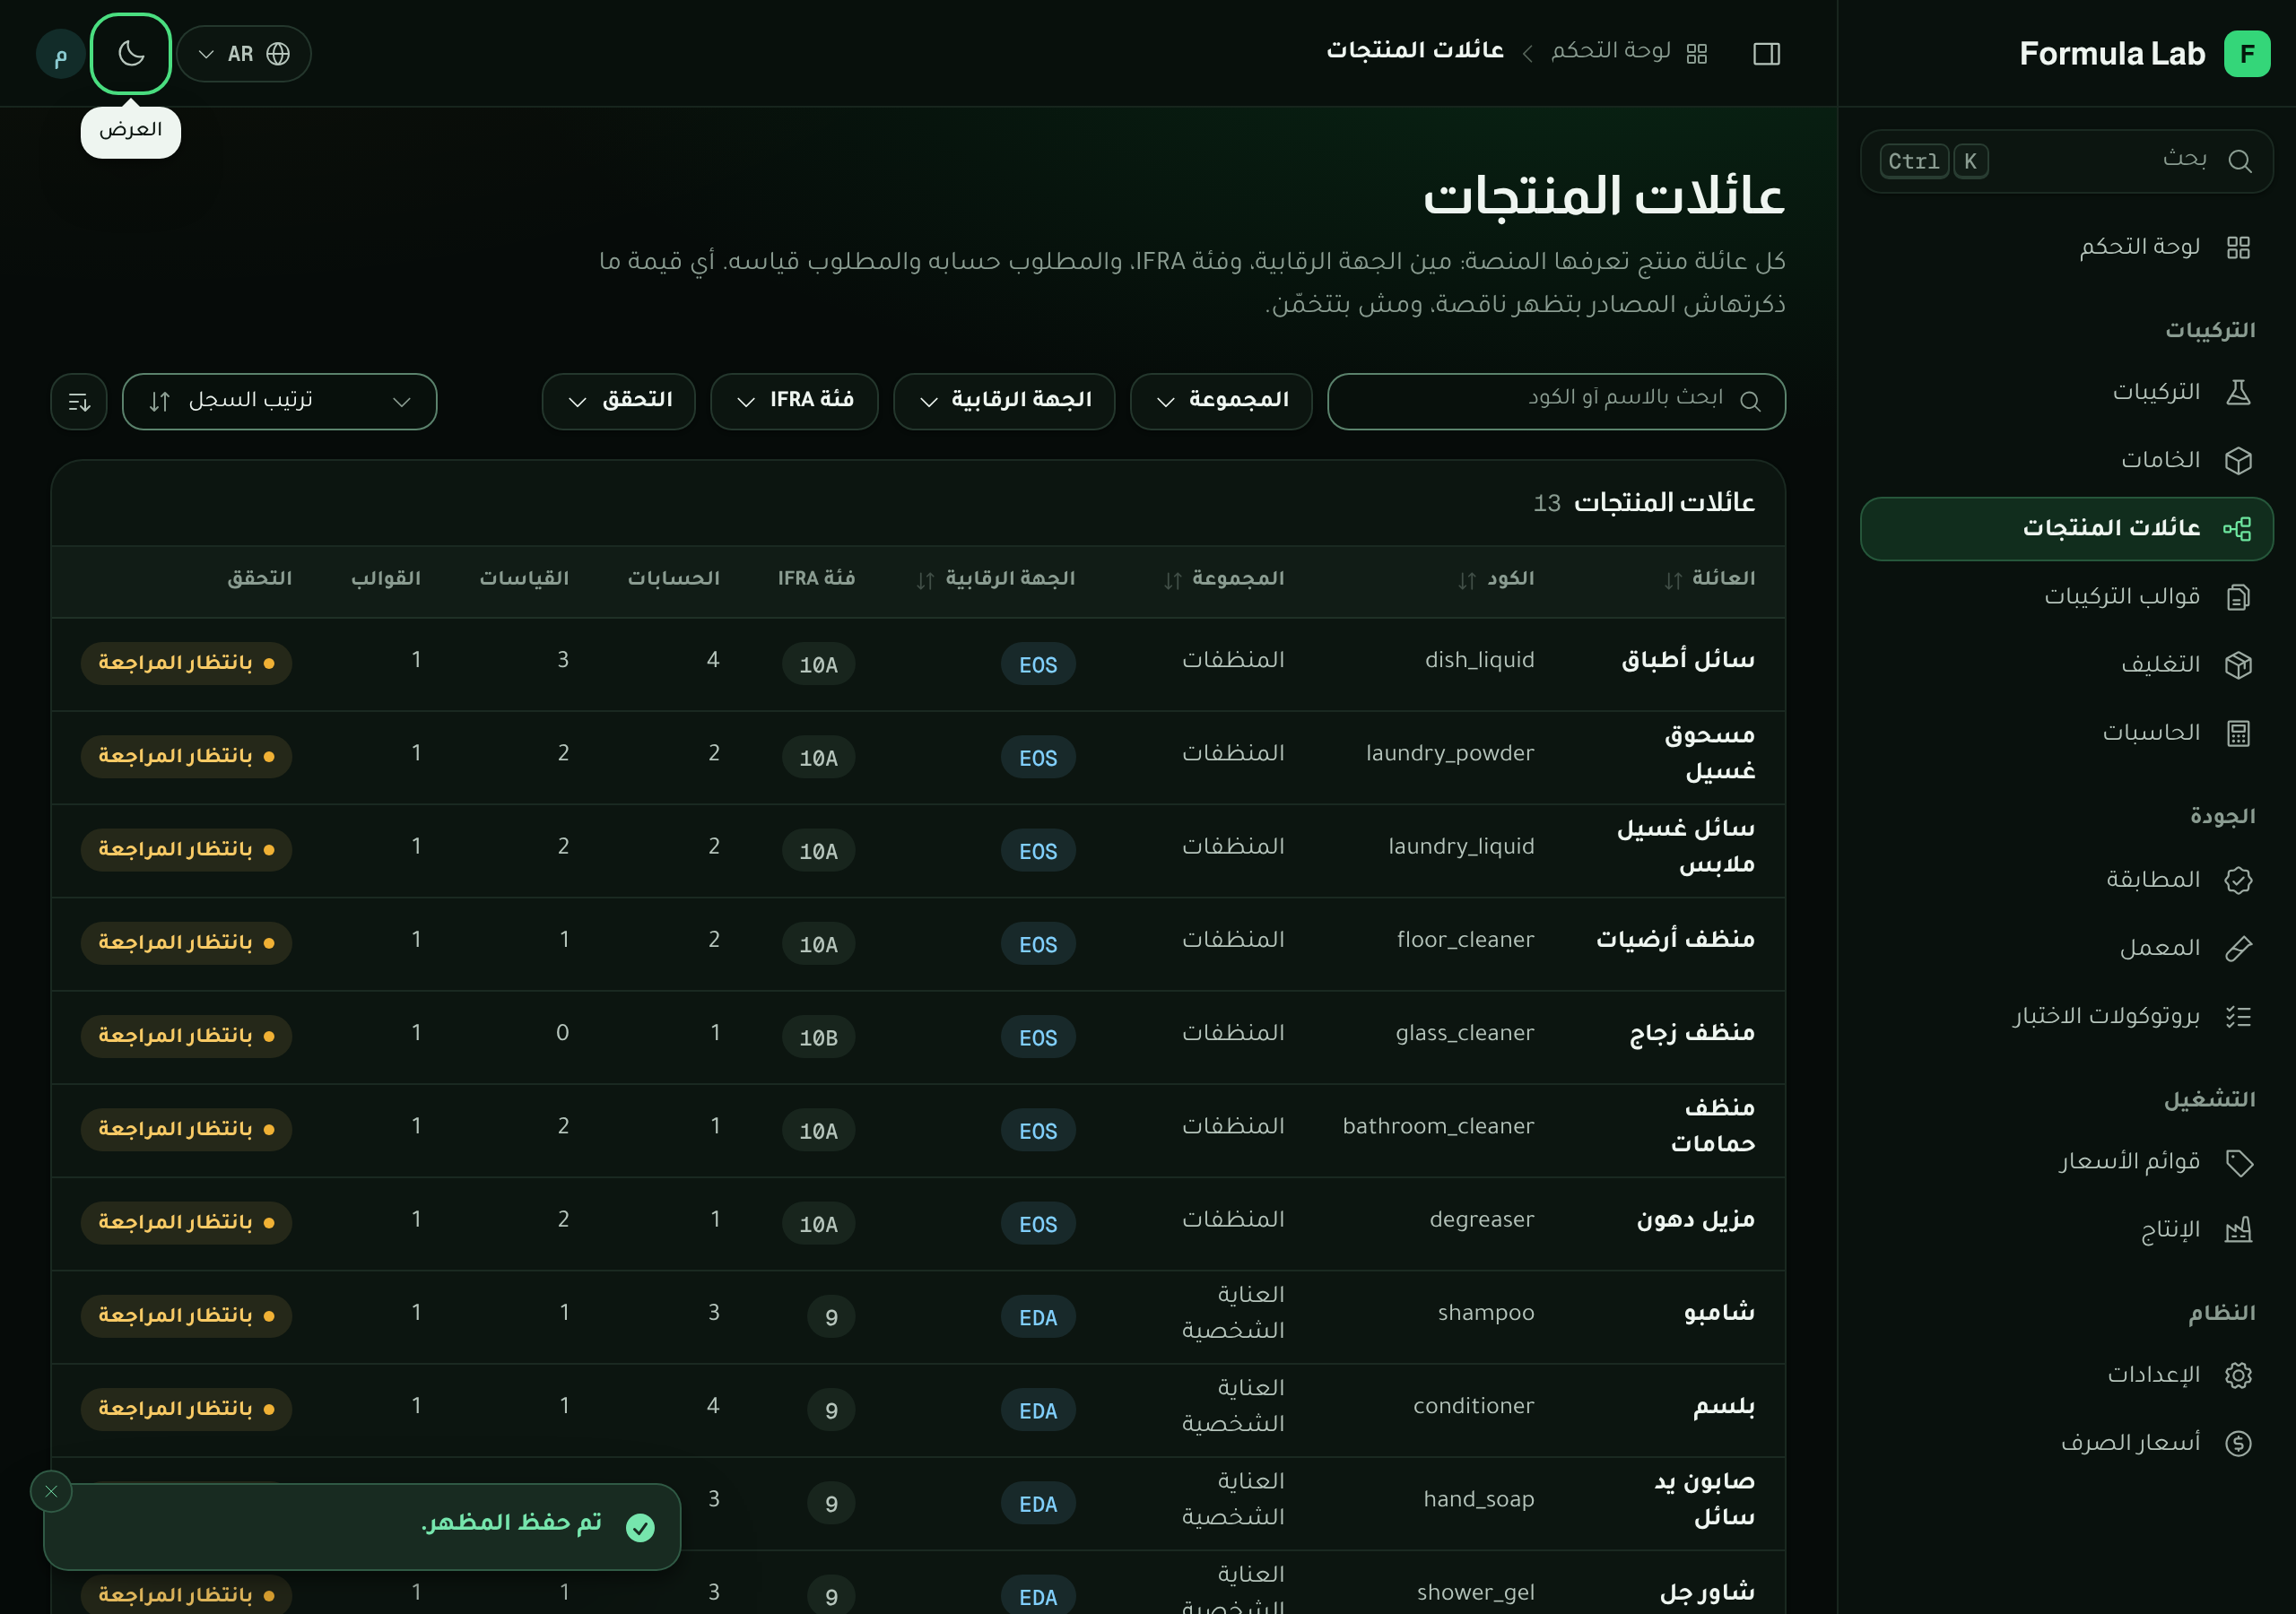 Formula Lab
F
بحث
Ctrl K
لوحة التحكم
التركيبات
التركيبات
الخامات
عائلات المنتجات
قوالب التركيبات
التغليف
الحاسبات
الجودة
المطابقة
المعمل
بروتوكولات الاختبار
التشغيل
قوائم الأسعار
الإنتاج
النظام
الإعدادات
أسعار الصرف
لوحة التحكم
عائلات المنتجات
AR
م
العرض
عائلات المنتجات
كل عائلة منتج تعرفها المنصة: مين الجهة الرقابية، وفئة IFRA، والمطلوب حسابه والمطلوب قياسه. أي قيمة ما
ذكرتهاش المصادر بتظهر ناقصة، ومش بتتخمّن.
ابحث بالاسم أو الكود
المجموعة
الجهة الرقابية
فئة IFRA
التحقق
ترتيب السجل
عائلات المنتجات 13
العائلة الكود المجموعة الجهة الرقابية فئة IFRA الحسابات القياسات القوالب التحقق
سائل أطباق dish_liquid المنظفات EOS 10A 4 3 1 بانتظار المراجعة
مسحوق
غسيل laundry_powder المنظفات EOS 10A 2 2 1 بانتظار المراجعة
سائل غسيل
ملابس laundry_liquid المنظفات EOS 10A 2 2 1 بانتظار المراجعة
منظف أرضيات floor_cleaner المنظفات EOS 10A 2 1 1 بانتظار المراجعة
منظف زجاج glass_cleaner المنظفات EOS 10B 1 0 1 بانتظار المراجعة
منظف
حمامات bathroom_cleaner المنظفات EOS 10A 1 2 1 بانتظار المراجعة
مزيل دهون degreaser المنظفات EOS 10A 1 2 1 بانتظار المراجعة
شامبو shampoo العناية
الشخصية EDA 9 3 1 1 بانتظار المراجعة
بلسم conditioner العناية
الشخصية EDA 9 4 1 1 بانتظار المراجعة
صابون يد
سائل hand_soap العناية
الشخصية EDA 9 3
شاور جل shower_gel العناية
الشخصية EDA 9 3 1 1 بانتظار المراجعة
تم حفظ المظهر.